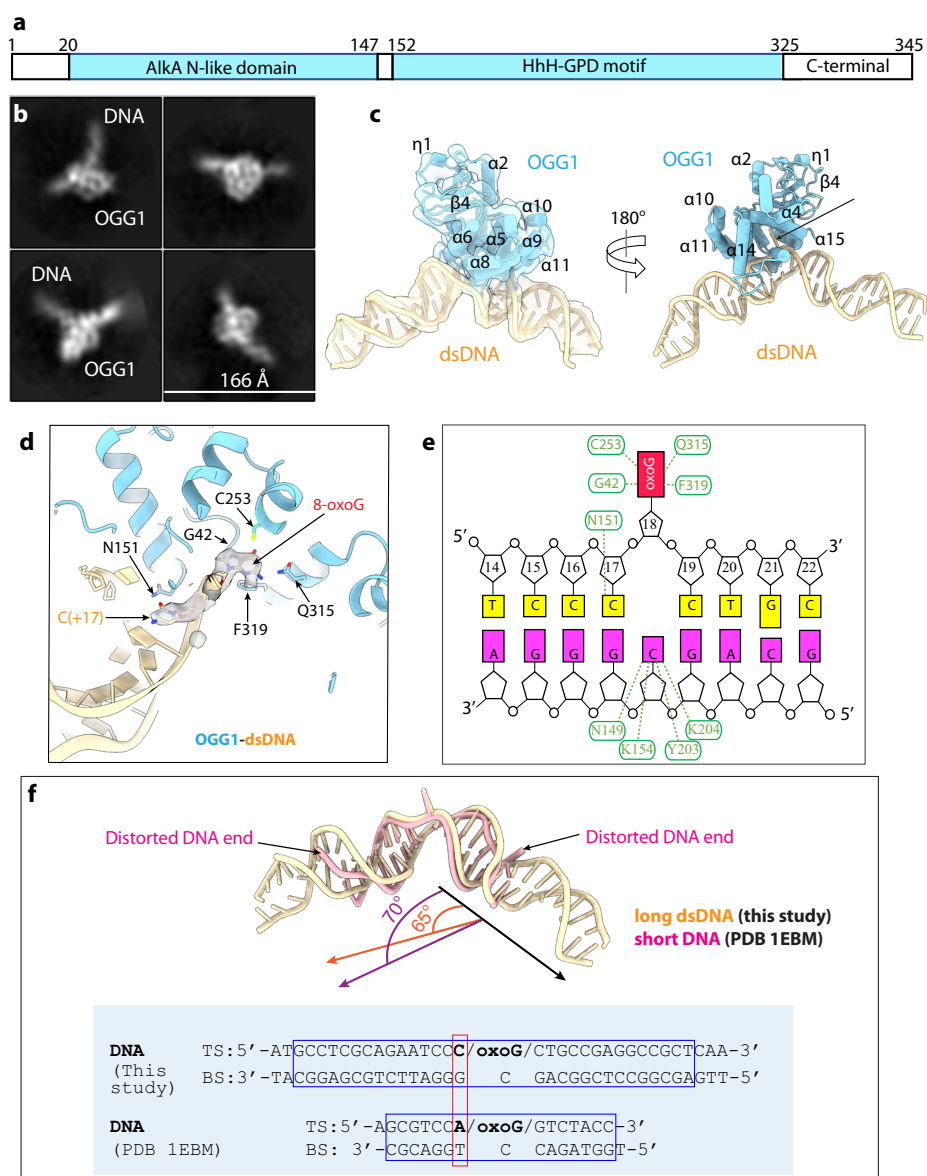 a
1 20 147 152 325 345
AlkA N-like domain HhH-GPD motif C-terminal
b
DNA
OGG1
DNA
OGG1
166 Å
c
η1
α2
OGG1
β4
α10
α6
α5
α9
α8
α11
dsDNA
180°
OGG1
α2
η1
β4
α10
α4
α11
α14
α15
dsDNA
d
C253
8-oxoG
G42
N151
Q315
F319
C(+17)
OGG1-dsDNA
e
C253 Q315
oxoG
G42 F319
N151
18
5′ 3′
14 15 16 17 19 20 21 22
T C C C C T G C
A G G G C G A C G
3′ 5′
N149 K204
K154 Y203
f
Distorted DNA end
Distorted DNA end
70°
65°
long dsDNA (this study)
short DNA (PDB 1EBM)
DNA TS:5′-ATGCCTCGCAGAATCCC/oxoG/CTGCCGAGGCCGCTCAA-3′
(This
study) BS:3′-TACGGAGCGTCTTAGGG C GACGGCTCCGGCGAGTT-5′
DNA TS:5′-AGCGTCCA/oxoG/GTCTACC-3′
(PDB 1EBM) BS: 3′-CGCAGGT C CAGATGGT-5′